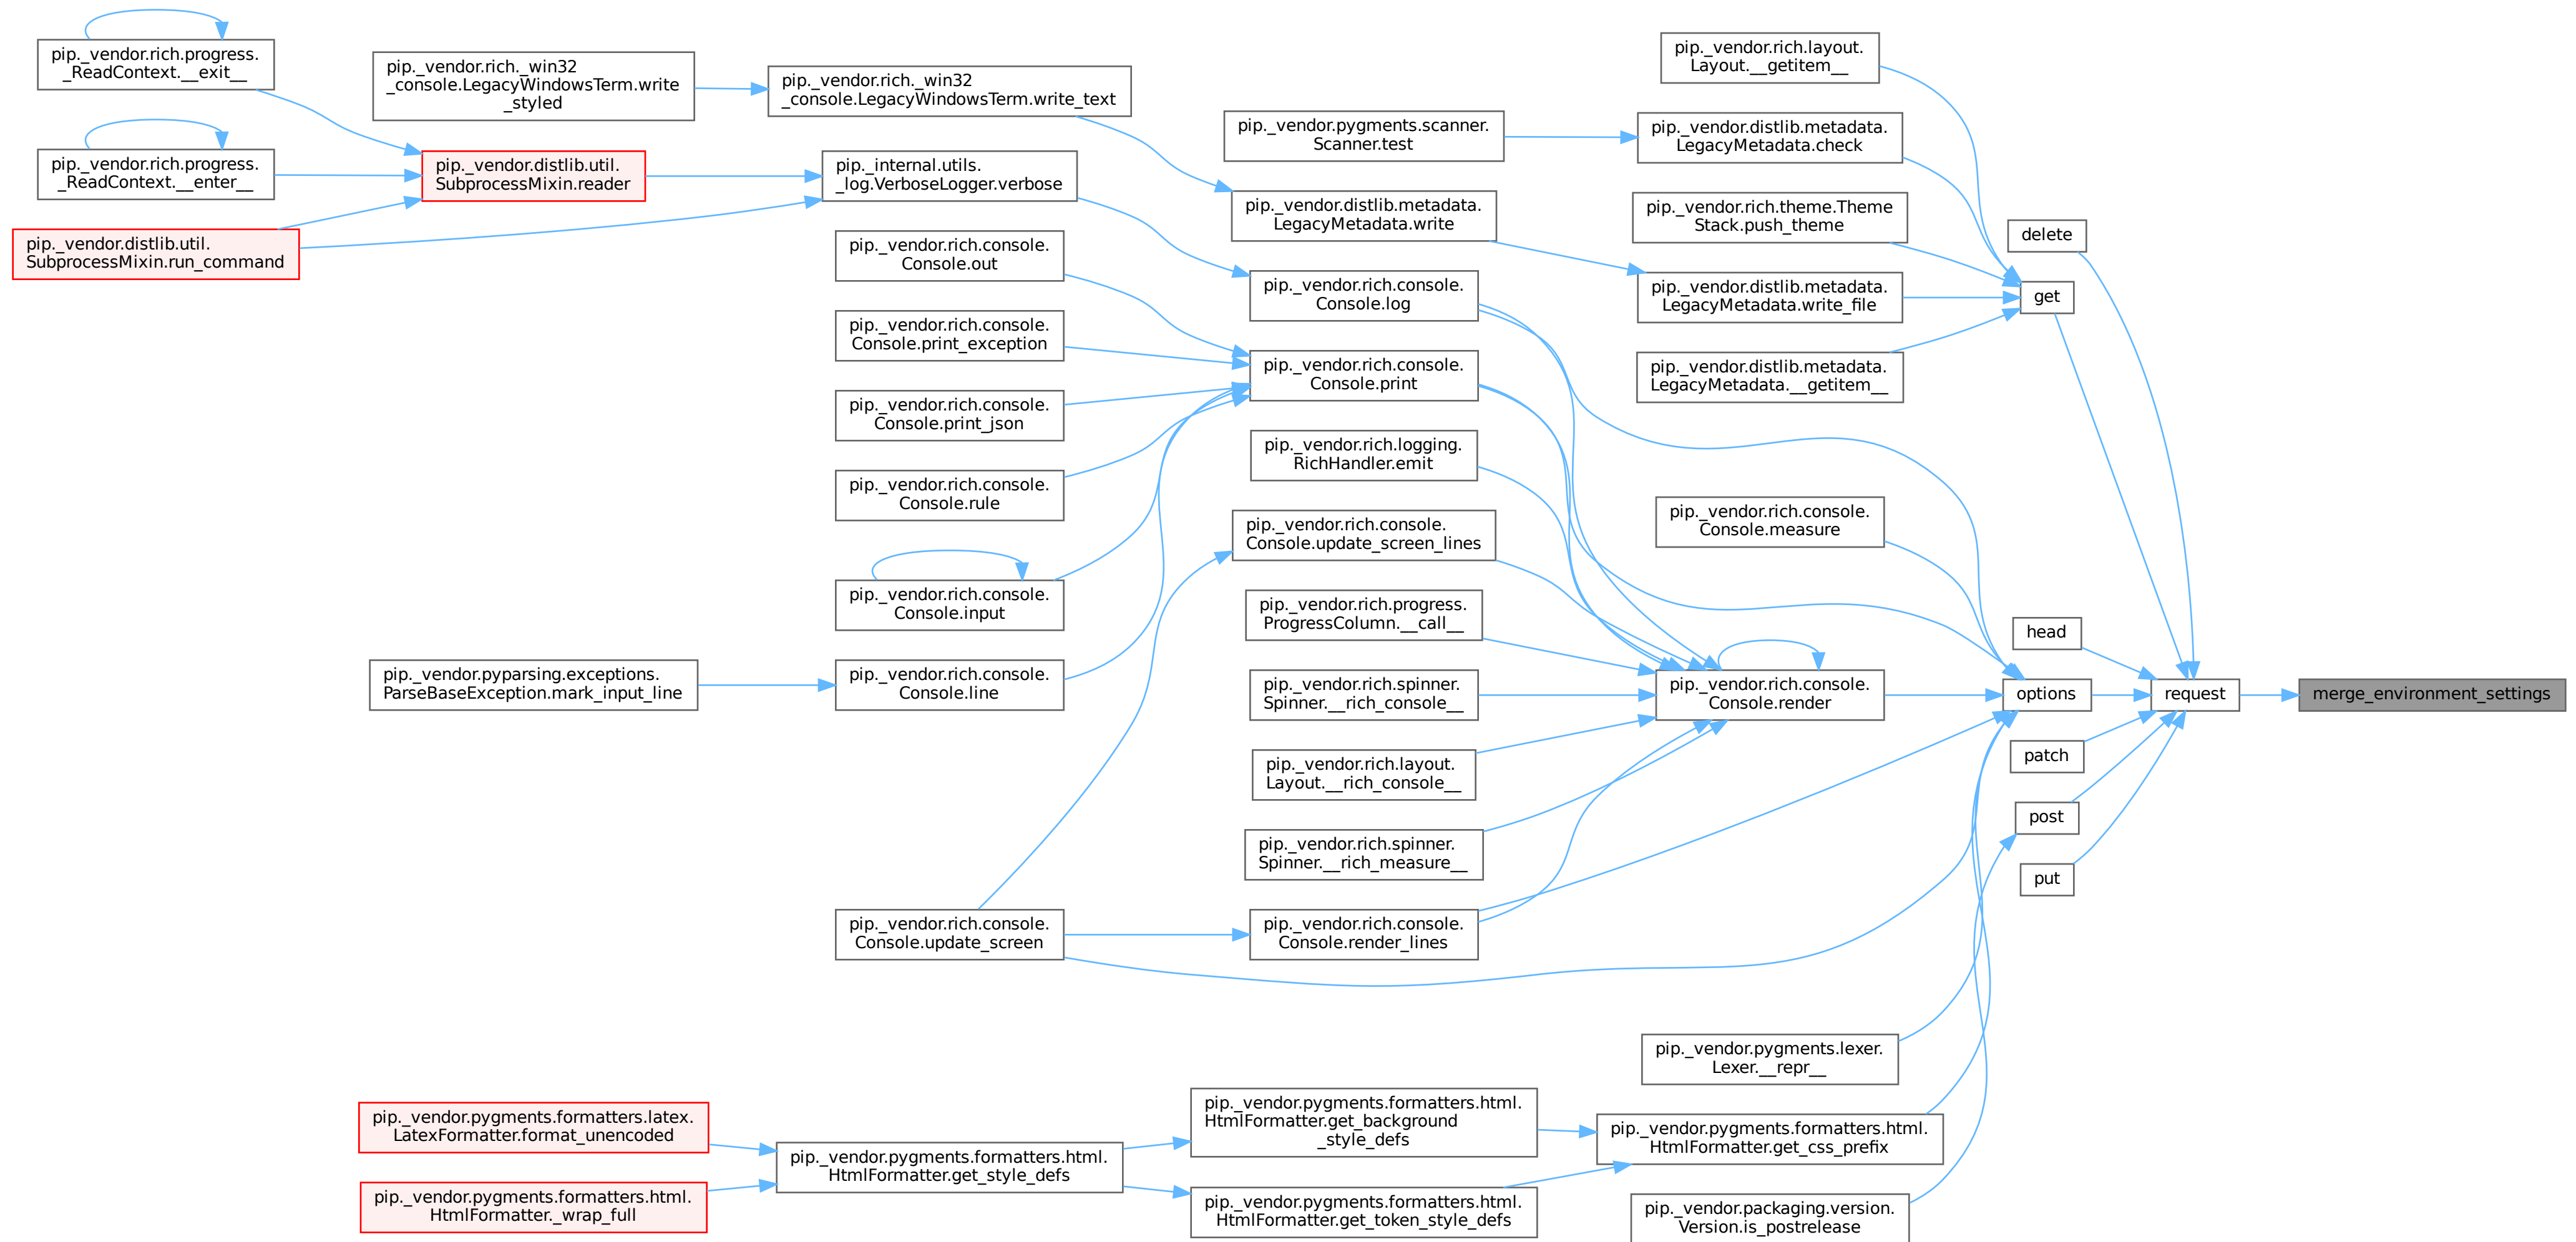 pip._vendor.rich.progress.
_ReadContext.__exit__
pip._vendor.rich.progress.
_ReadContext.__enter__
pip._vendor.distlib.util.
SubprocessMixin.run_command
pip._vendor.rich._win32
_console.LegacyWindowsTerm.write
_styled
pip._vendor.distlib.util.
SubprocessMixin.reader
pip._vendor.pyparsing.exceptions.
ParseBaseException.mark_input_line
pip._vendor.pygments.formatters.latex.
LatexFormatter.format_unencoded
pip._vendor.pygments.formatters.html.
HtmlFormatter._wrap_full
pip._vendor.rich._win32
_console.LegacyWindowsTerm.write_text
pip._internal.utils.
_log.VerboseLogger.verbose
pip._vendor.rich.console.
Console.out
pip._vendor.rich.console.
Console.print_exception
pip._vendor.rich.console.
Console.print_json
pip._vendor.rich.console.
Console.rule
pip._vendor.rich.console.
Console.input
pip._vendor.rich.console.
Console.line
pip._vendor.rich.console.
Console.update_screen
pip._vendor.pygments.formatters.html.
HtmlFormatter.get_style_defs
pip._vendor.pygments.scanner.
Scanner.test
pip._vendor.distlib.metadata.
LegacyMetadata.write
pip._vendor.rich.console.
Console.log
pip._vendor.rich.console.
Console.print
pip._vendor.rich.logging.
RichHandler.emit
pip._vendor.rich.console.
Console.update_screen_lines
pip._vendor.rich.progress.
ProgressColumn.__call__
pip._vendor.rich.spinner.
Spinner.__rich_console__
pip._vendor.rich.layout.
Layout.__rich_console__
pip._vendor.rich.spinner.
Spinner.__rich_measure__
pip._vendor.rich.console.
Console.render_lines
pip._vendor.pygments.formatters.html.
HtmlFormatter.get_background
_style_defs
pip._vendor.pygments.formatters.html.
HtmlFormatter.get_token_style_defs
pip._vendor.rich.layout.
Layout.__getitem__
pip._vendor.distlib.metadata.
LegacyMetadata.check
pip._vendor.rich.theme.Theme
Stack.push_theme
pip._vendor.distlib.metadata.
LegacyMetadata.write_file
pip._vendor.distlib.metadata.
LegacyMetadata.__getitem__
pip._vendor.rich.console.
Console.measure
pip._vendor.rich.console.
Console.render
pip._vendor.pygments.lexer.
Lexer.__repr__
pip._vendor.pygments.formatters.html.
HtmlFormatter.get_css_prefix
pip._vendor.packaging.version.
Version.is_postrelease
delete
get
head
options
patch
post
put
request
merge_environment_settings